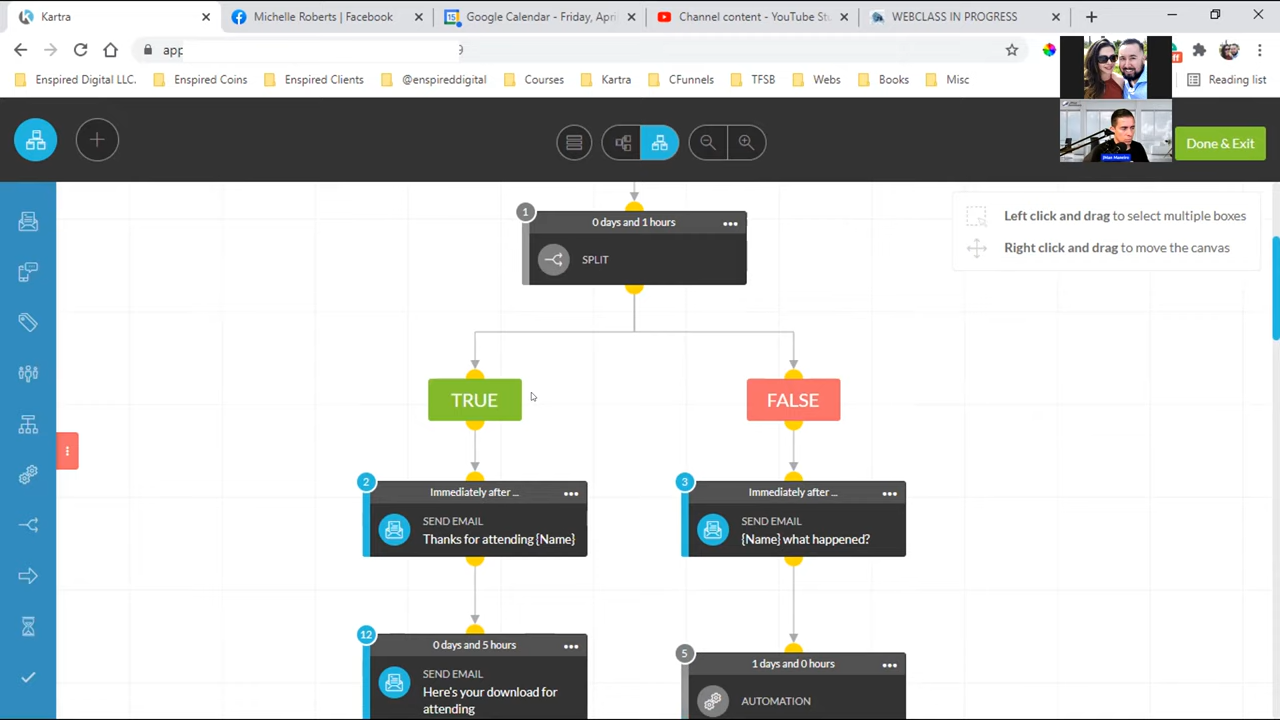 Kartra
Michelle Roberts | Facebook
Google Calendar - Friday, April
Channel content - YouTube St
WEBCLASS IN PROGRESS
app
Enspired Digital LLC.
Enspired Coins
Enspired Clients
@enspireddigital
Courses
Kartra
CFunnels
TFSB
Webs
Books
Misc
Reading list
Done & Exit
Left click and drag to select multiple boxes
Right click and drag to move the canvas
1
0 days and 1 hours
SPLIT
TRUE
FALSE
2
Immediately after ...
SEND EMAIL
Thanks for attending {Name}
3
Immediately after ...
SEND EMAIL
{Name} what happened?
12
0 days and 5 hours
SEND EMAIL
Here's your download for
attending
5
1 days and 0 hours
AUTOMATION